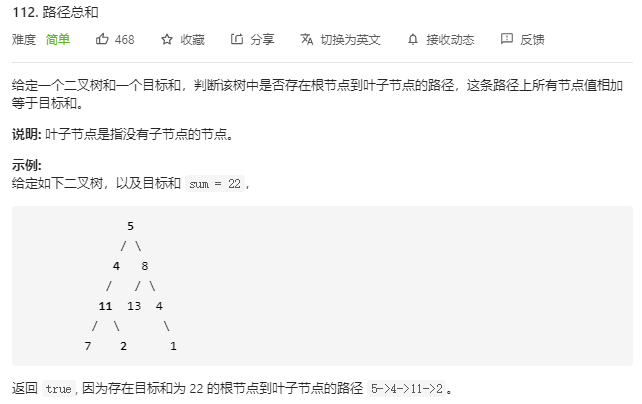 112. 路径总和
难度 简单 468 收藏 分享 切换为英文 接收动态 反馈
给定一个二叉树和一个目标和，判断该树中是否存在根节点到叶子节点的路径，这条路径上所有节点值相加
等于目标和。
说明: 叶子节点是指没有子节点的节点。
示例:
给定如下二叉树，以及目标和 sum = 22，
5
/ \
4 8
/ / \
11 13 4
/ \ \
7 2 1
返回 true, 因为存在目标和为 22 的根节点到叶子节点的路径 5->4->11->2。